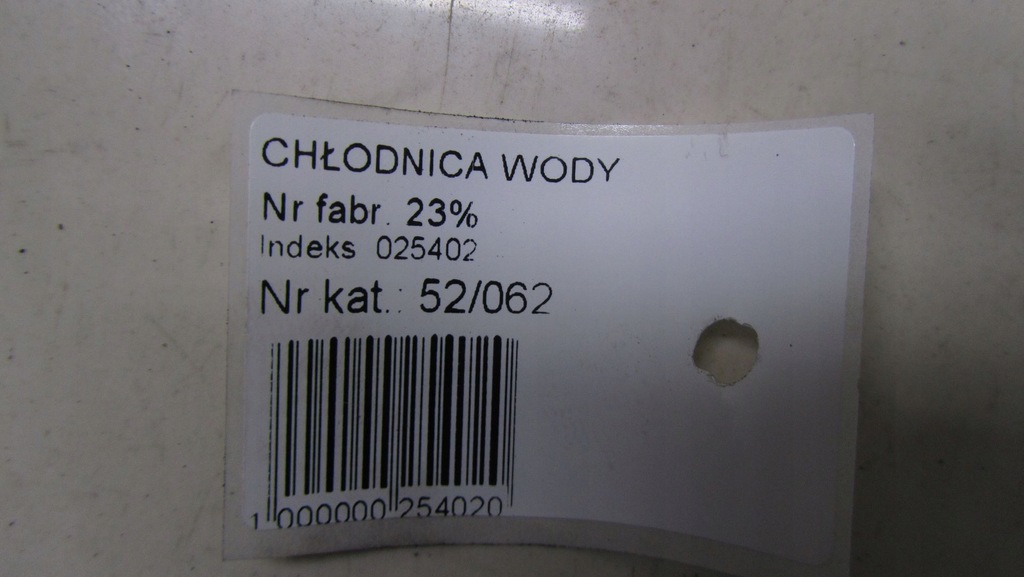 CHŁODNICA WODY
Nr fabr. 23%
Indeks 025402
Nr kat.: 52/062
1 000000 254020